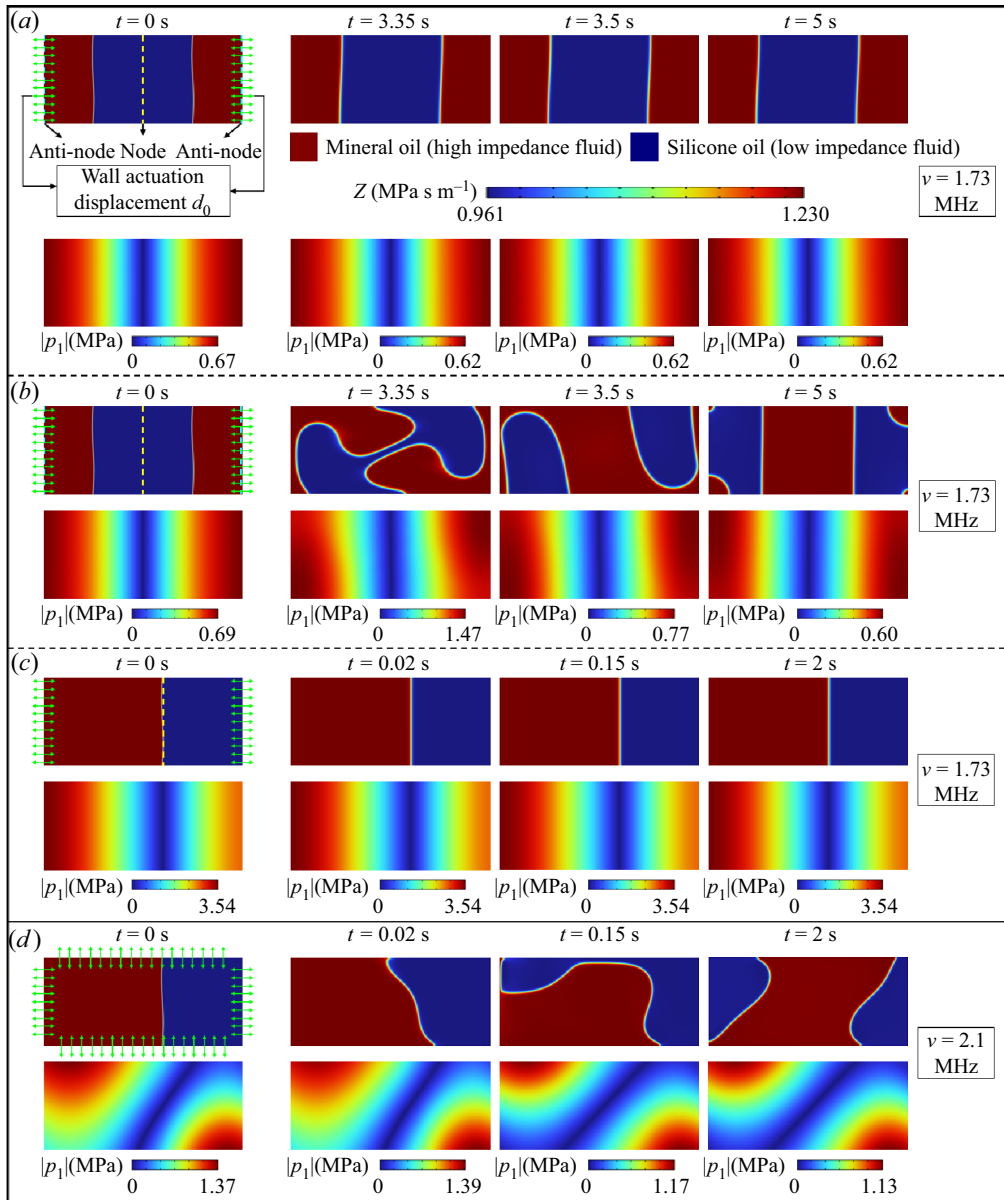 (a)
t = 0 s t = 3.35 s t = 3.5 s t = 5 s
Anti-node Node Anti-node
Wall actuation
displacement d0
Mineral oil (high impedance fluid) Silicone oil (low impedance fluid)
Z (MPa s m−1)
0.961 1.230
ν = 1.73
MHz
|p1|(MPa) |p1|(MPa) |p1|(MPa) |p1|(MPa)
0 0.67 0 0.62 0 0.62 0 0.62
(b)
t = 0 s t = 3.35 s t = 3.5 s t = 5 s
ν = 1.73
MHz
|p1|(MPa) |p1|(MPa) |p1|(MPa) |p1|(MPa)
0 0.69 0 1.47 0 0.77 0 0.60
(c)
t = 0 s t = 0.02 s t = 0.15 s t = 2 s
ν = 1.73
MHz
|p1|(MPa) |p1|(MPa) |p1|(MPa) |p1|(MPa)
0 3.54 0 3.54 0 3.54 0 3.54
(d)
t = 0 s t = 0.02 s t = 0.15 s t = 2 s
ν = 2.1
MHz
|p1|(MPa) |p1|(MPa) |p1|(MPa) |p1|(MPa)
0 1.37 0 1.39 0 1.17 0 1.13